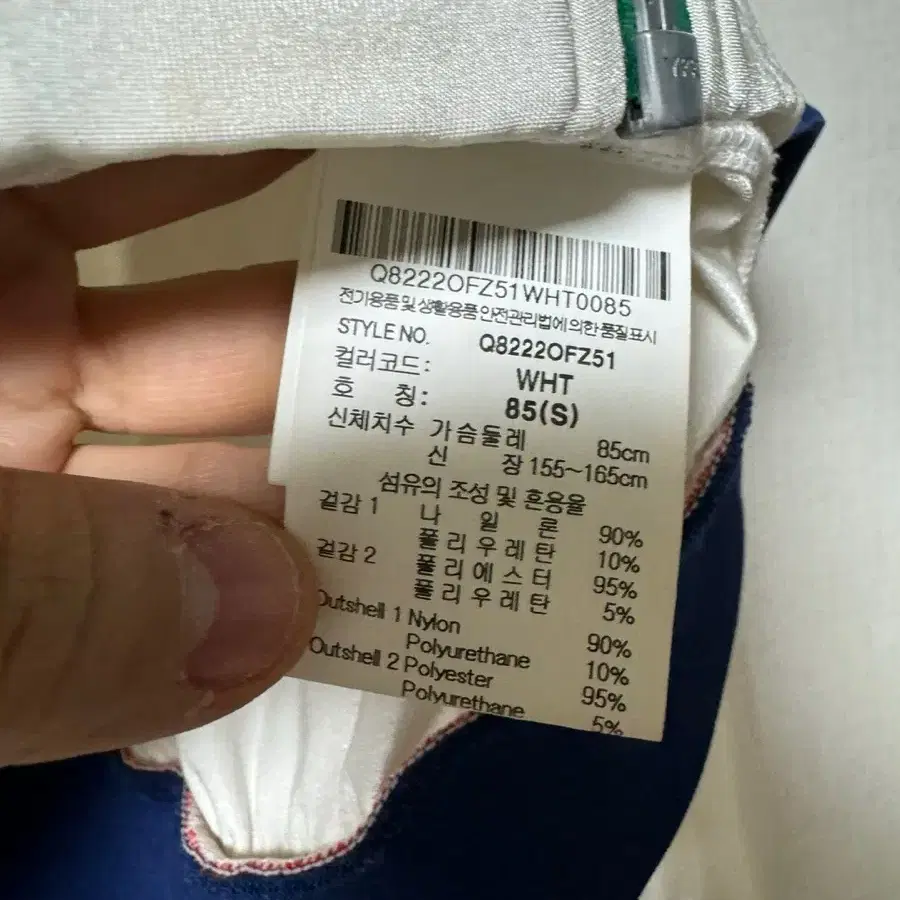 Q8222OFZ51WHT0085
전기용품 및 생활용품 안전관리법에 의한 품질표시
STYLE NO. Q8222OFZ51
컬러코드: WHT
호 칭: 85(S)
신체치수 가슴둘레 85cm
신 장 155~165cm
섬유의 조성 및 혼용율
겉감 1 나 일 론 90%
폴리우레탄 10%
겉감 2 폴리에스터 95%
폴리우레탄 5%
Outshell 1 Nylon 90%
Polyurethane 10%
Outshell 2 Polyester 95%
Polyurethane 5%